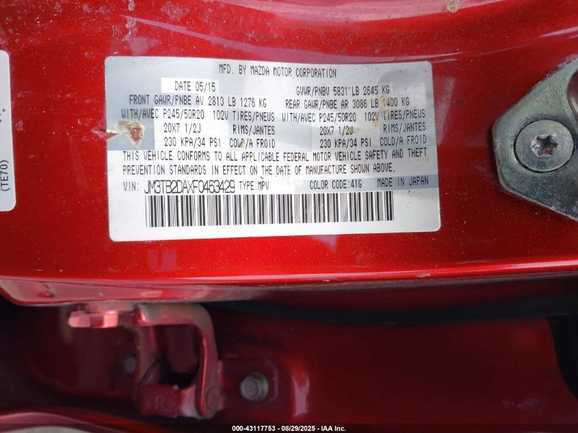 MFD. BY MAZDA MOTOR CORPORATION
DATE 05/15 GVWR/PNBV 5831 LB 2645 KG
FRONT GAWR/PNBE AV 2813 LB 1276 KG REAR GAWR/PNBE AR 3086 LB 1400 KG
WITH/AVEC P245/50R20 102V TIRES/PNEUS WITH/AVEC P245/50R20 102V TIRES/PNEUS
20X7 1/2J RIMS/JANTES 20X7 1/2J RIMS/JANTES
230 KPA/34 PSI COLD/A FROID 230 KPA/34 PSI COLD/A FROID
THIS VEHICLE CONFORMS TO ALL APPLICABLE FEDERAL MOTOR VEHICLE SAFETY AND THEFT
PREVENTION STANDARDS IN EFFECT ON THE DATE OF MANUFACTURE SHOWN ABOVE.
VIN: JM3TB2DAXF0463429 TYPE:MPV COLOR CODE:41G MADE IN JAPAN
(TE70)
000-43117753 - 08/29/2025 - IAA Inc.